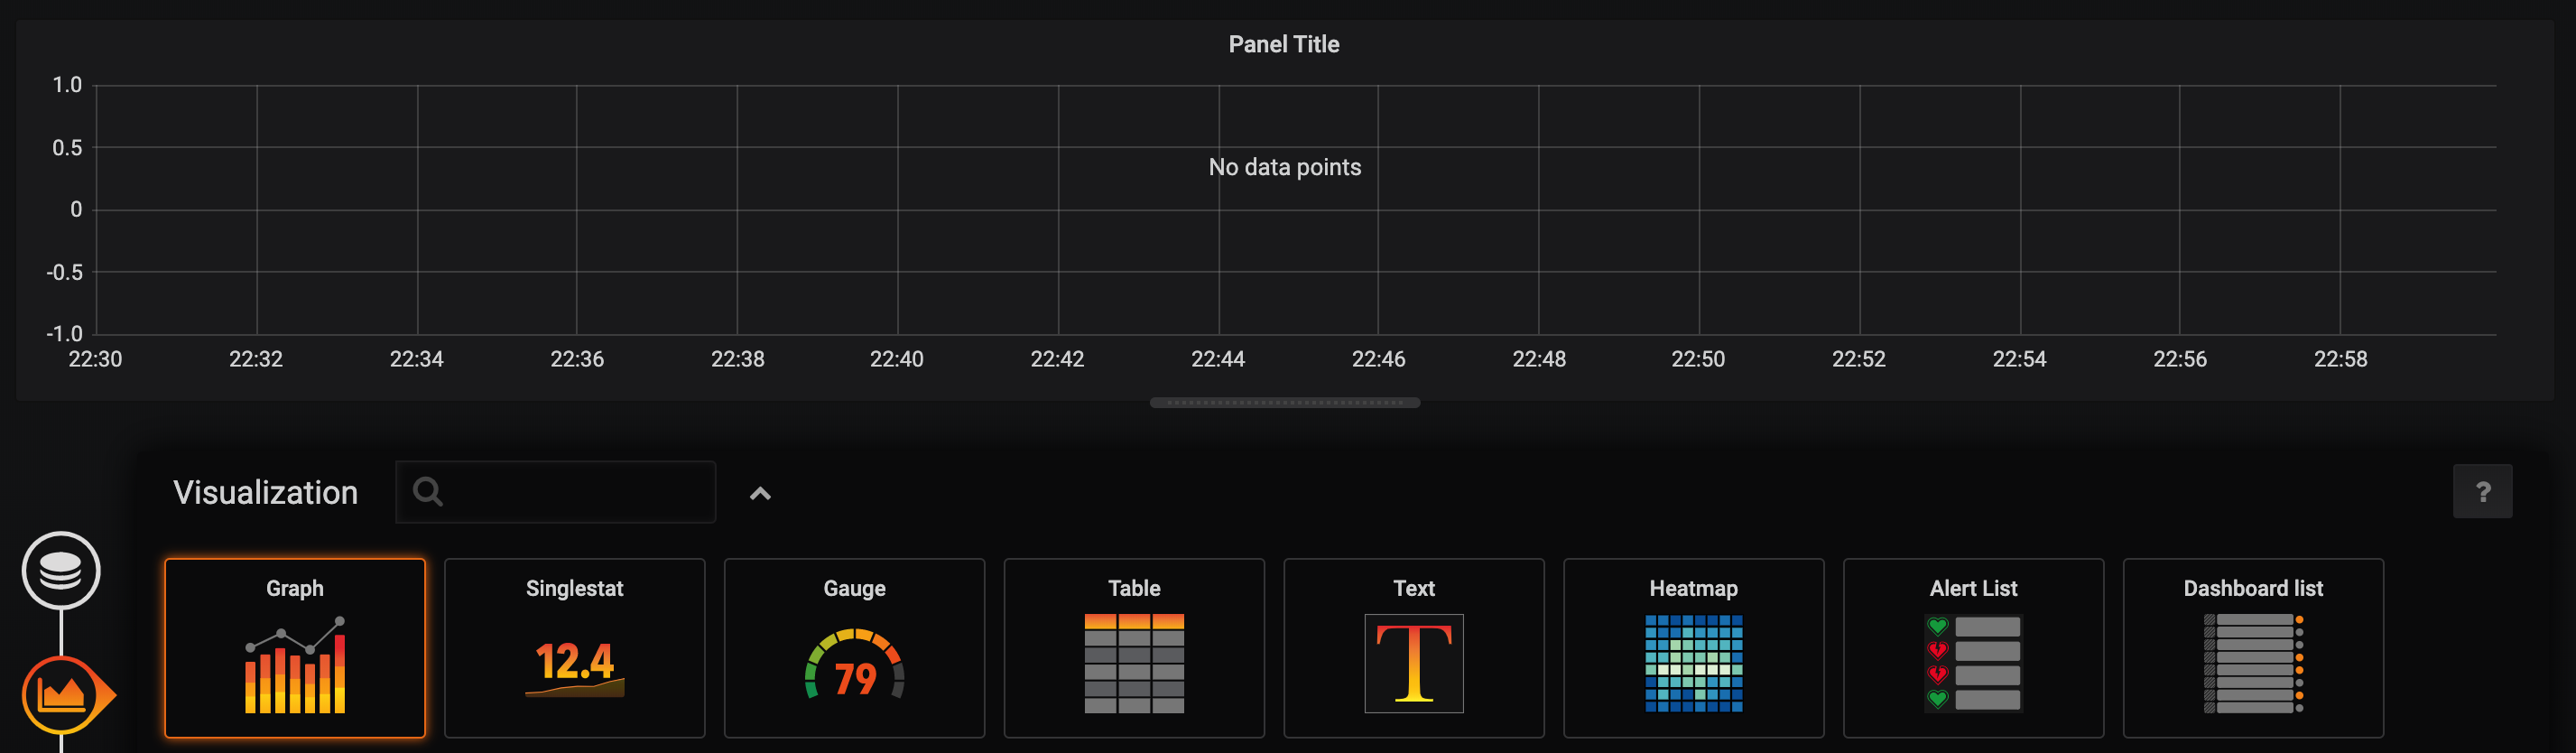 Panel Title
1.0
0.5
No data points
0
-0.5
-1.0
22:30 22:32 22:34 22:36 22:38 22:40 22:42 22:44 22:46 22:48 22:50 22:52 22:54 22:56 22:58
Visualization
?
Graph Singlestat Gauge Table Text Heatmap Alert List Dashboard list
12.4 79 T